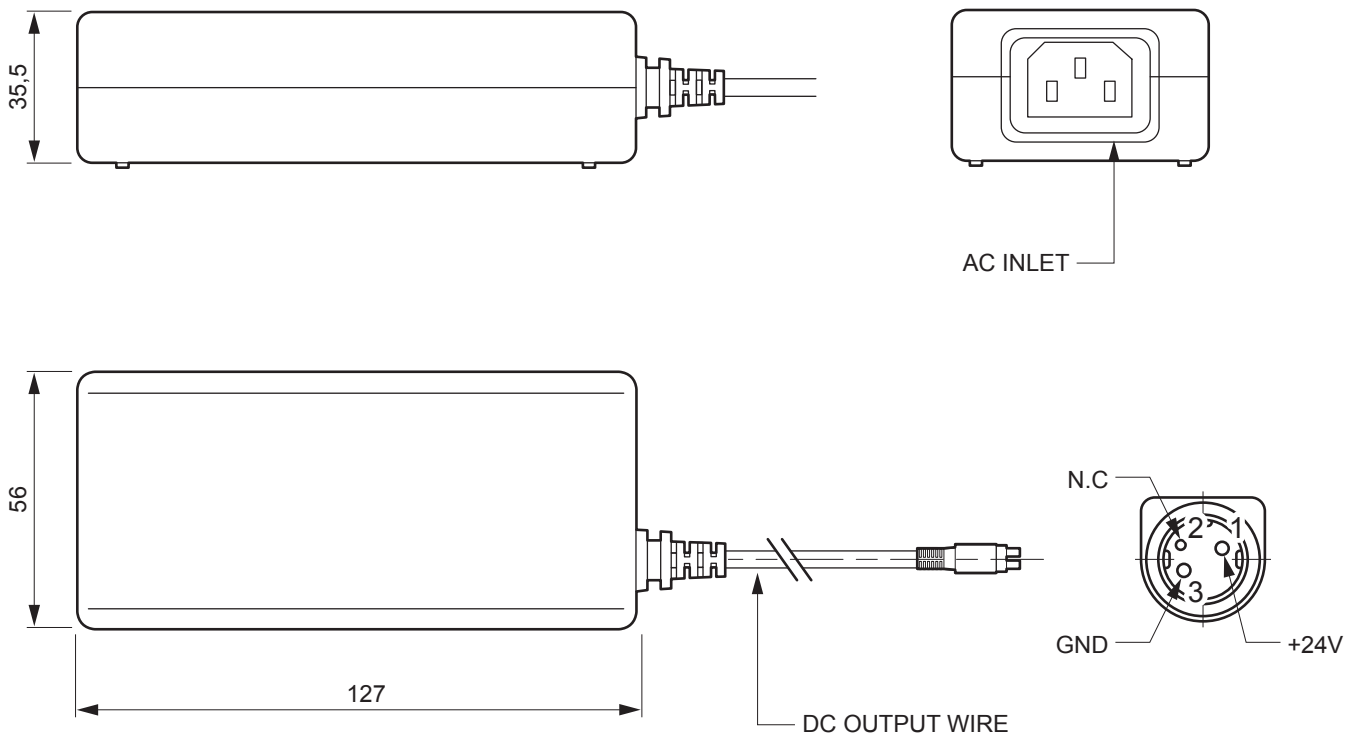 35,5
AC INLET
56
N.C
2
1
3
GND
+24V
127
DC OUTPUT WIRE